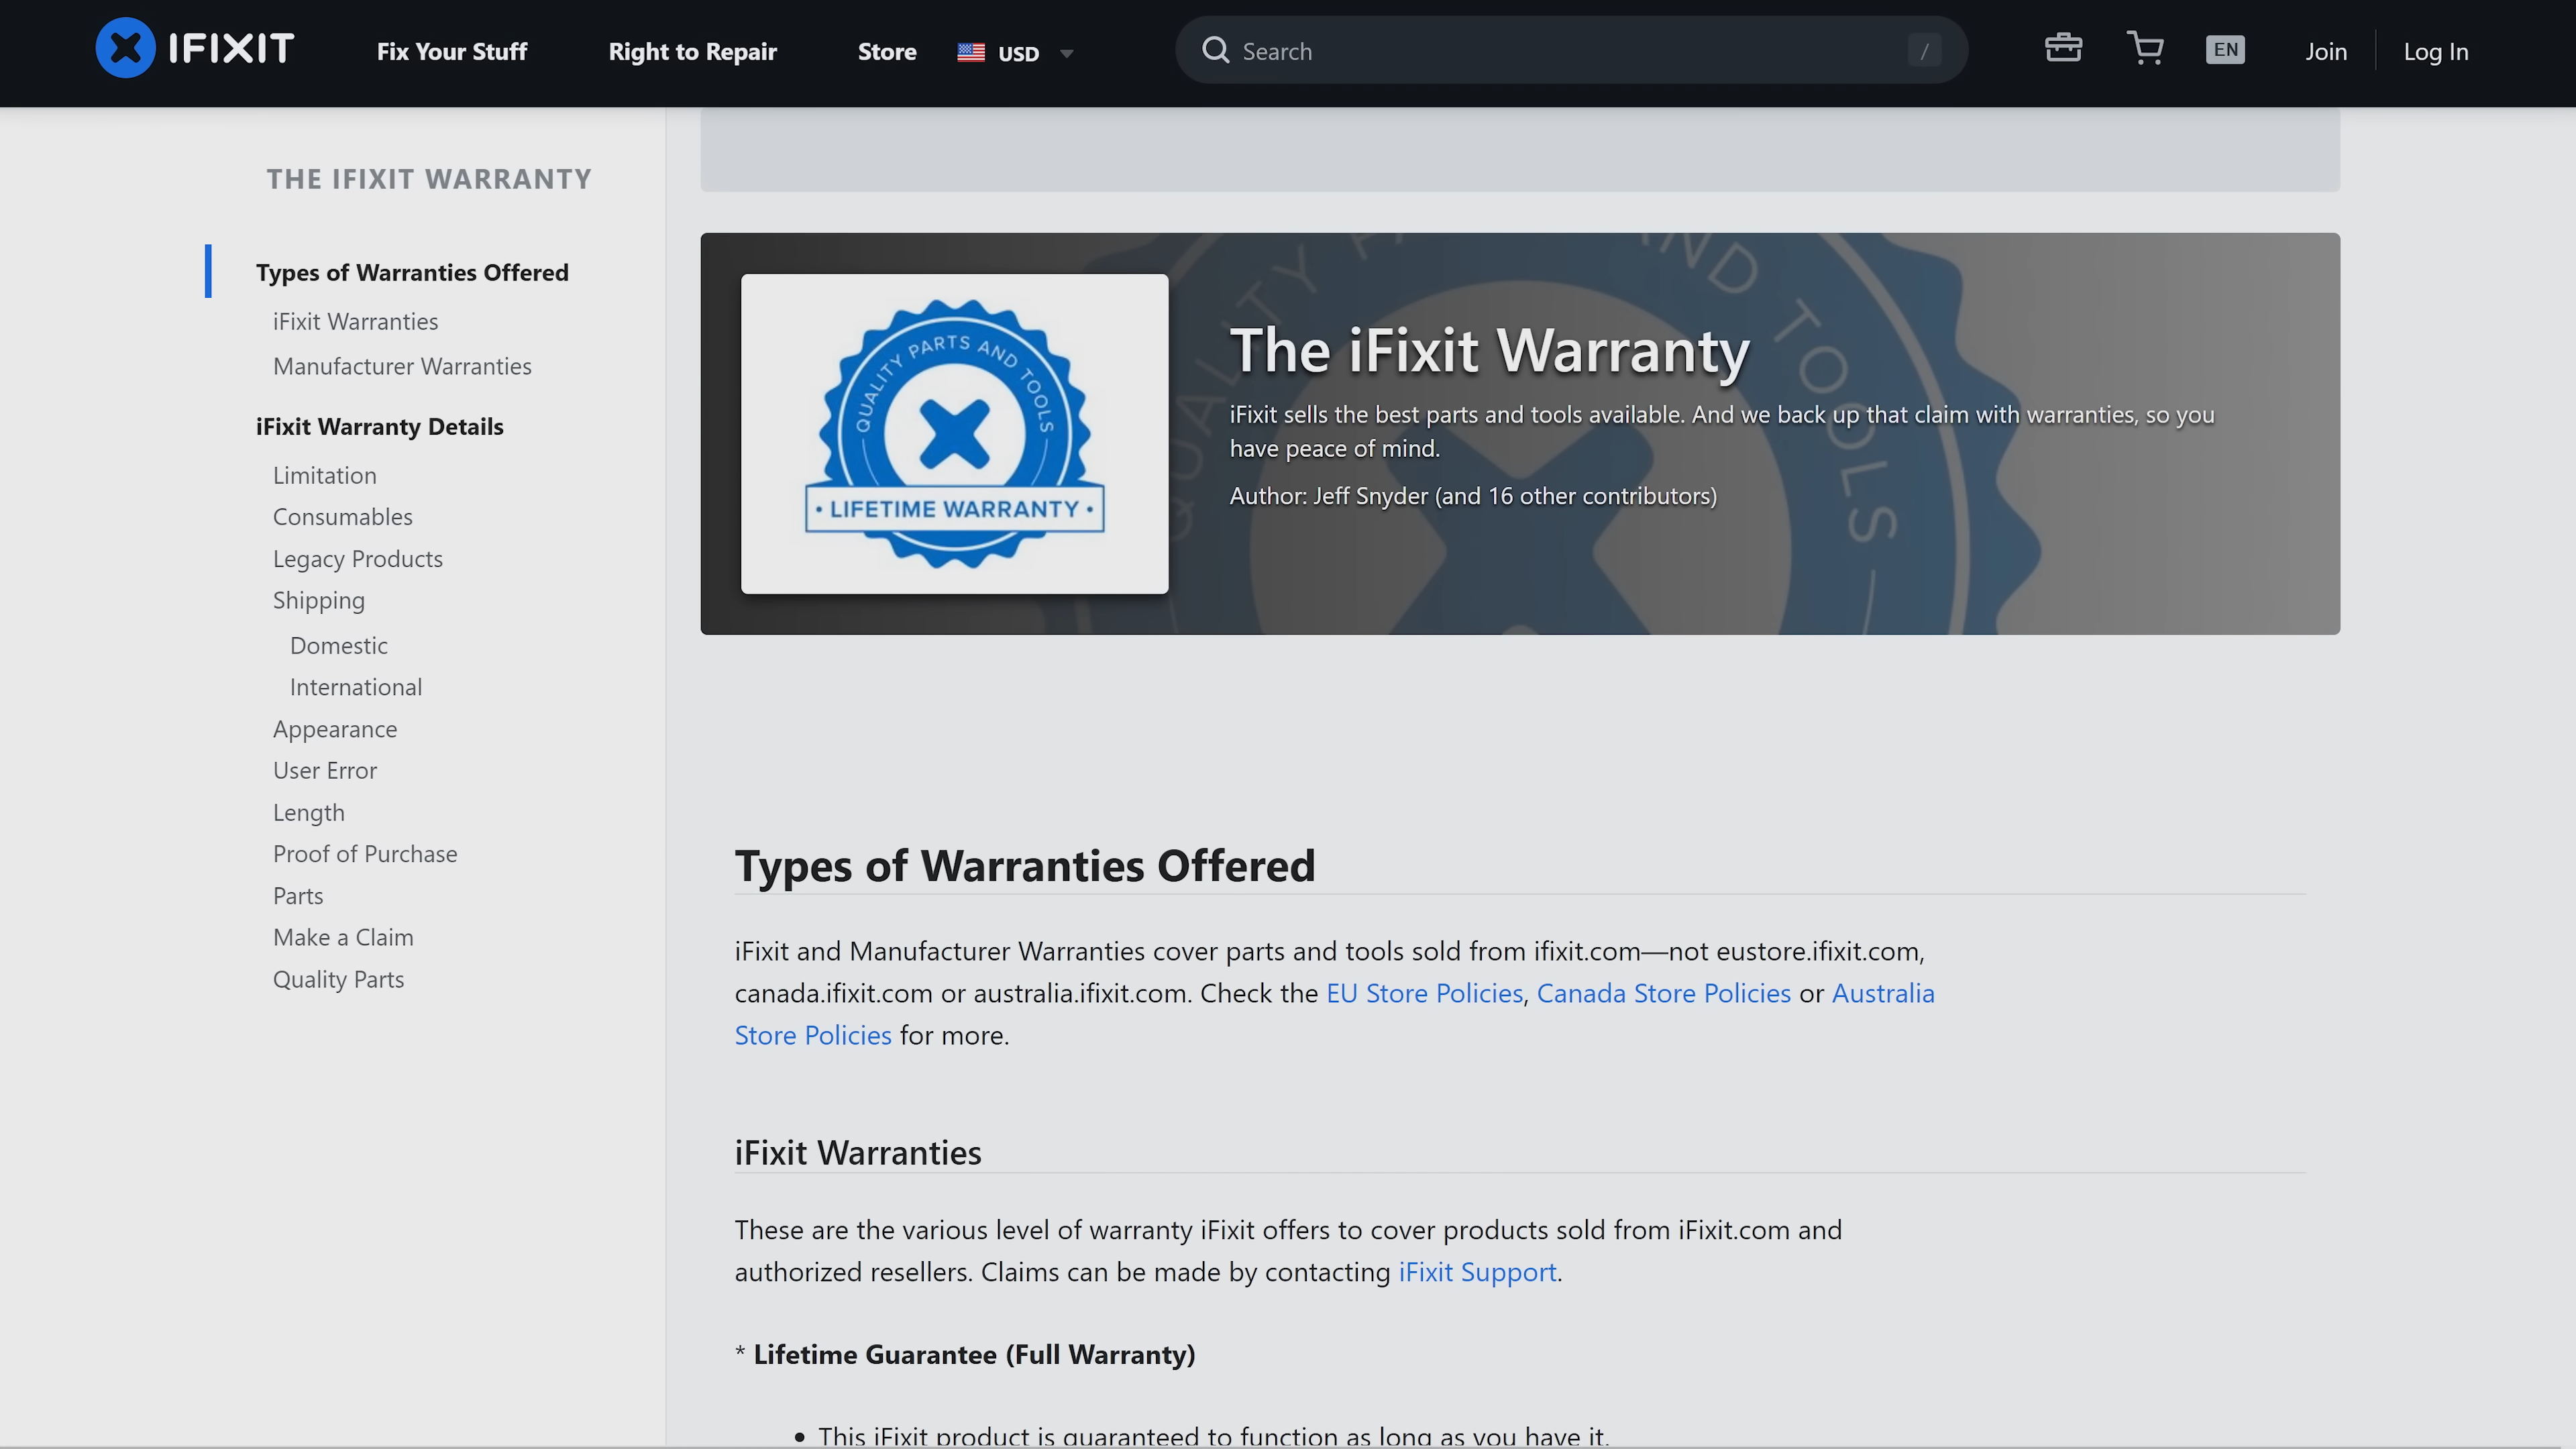 IFIXIT
Fix Your Stuff
Right to Repair
Store
USD
Search
/
EN
Join
Log In
THE IFIXIT WARRANTY
Types of Warranties Offered
iFixit Warranties
Manufacturer Warranties
iFixit Warranty Details
Limitation
Consumables
Legacy Products
Shipping
Domestic
International
Appearance
User Error
Length
Proof of Purchase
Parts
Make a Claim
Quality Parts
QUALITY PARTS AND TOOLS
• LIFETIME WARRANTY •
The iFixit Warranty
iFixit sells the best parts and tools available. And we back up that claim with warranties, so you
have peace of mind.
Author: Jeff Snyder (and 16 other contributors)
Types of Warranties Offered
iFixit and Manufacturer Warranties cover parts and tools sold from ifixit.com—not eustore.ifixit.com,
canada.ifixit.com or australia.ifixit.com. Check the EU Store Policies, Canada Store Policies or Australia
Store Policies for more.
iFixit Warranties
These are the various level of warranty iFixit offers to cover products sold from iFixit.com and
authorized resellers. Claims can be made by contacting iFixit Support.
* Lifetime Guarantee (Full Warranty)
• This iFixit product is guaranteed to function as long as you have it.